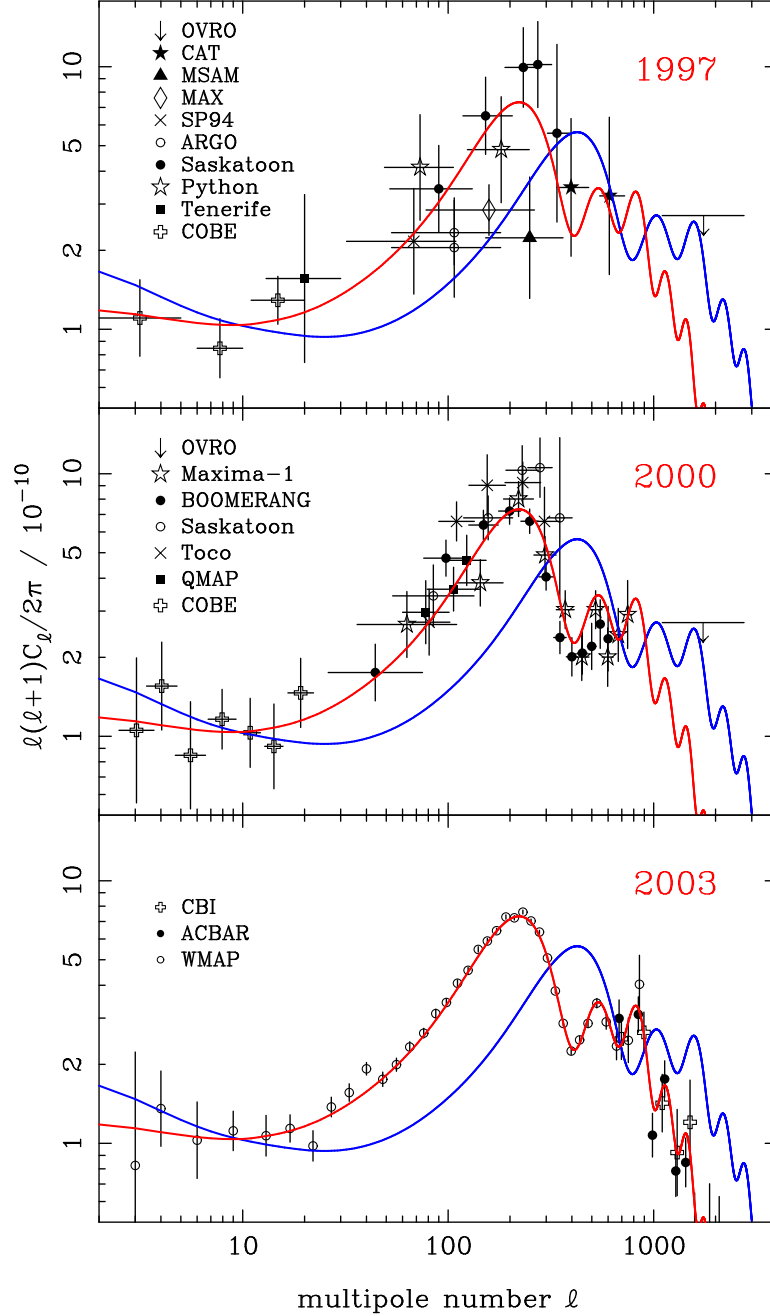 1997
OVRO
CAT
MSAM
MAX
SP94
ARGO
Saskatoon
Python
Tenerife
COBE
10
5
2
1
2000
OVRO
Maxima-1
BOOMERANG
Saskatoon
Toco
QMAP
COBE
10
5
2
1
ℓ(ℓ+1)Cℓ/2π / 10⁻¹⁰
2003
CBI
ACBAR
WMAP
10
5
2
1
10 100 1000
multipole number ℓ